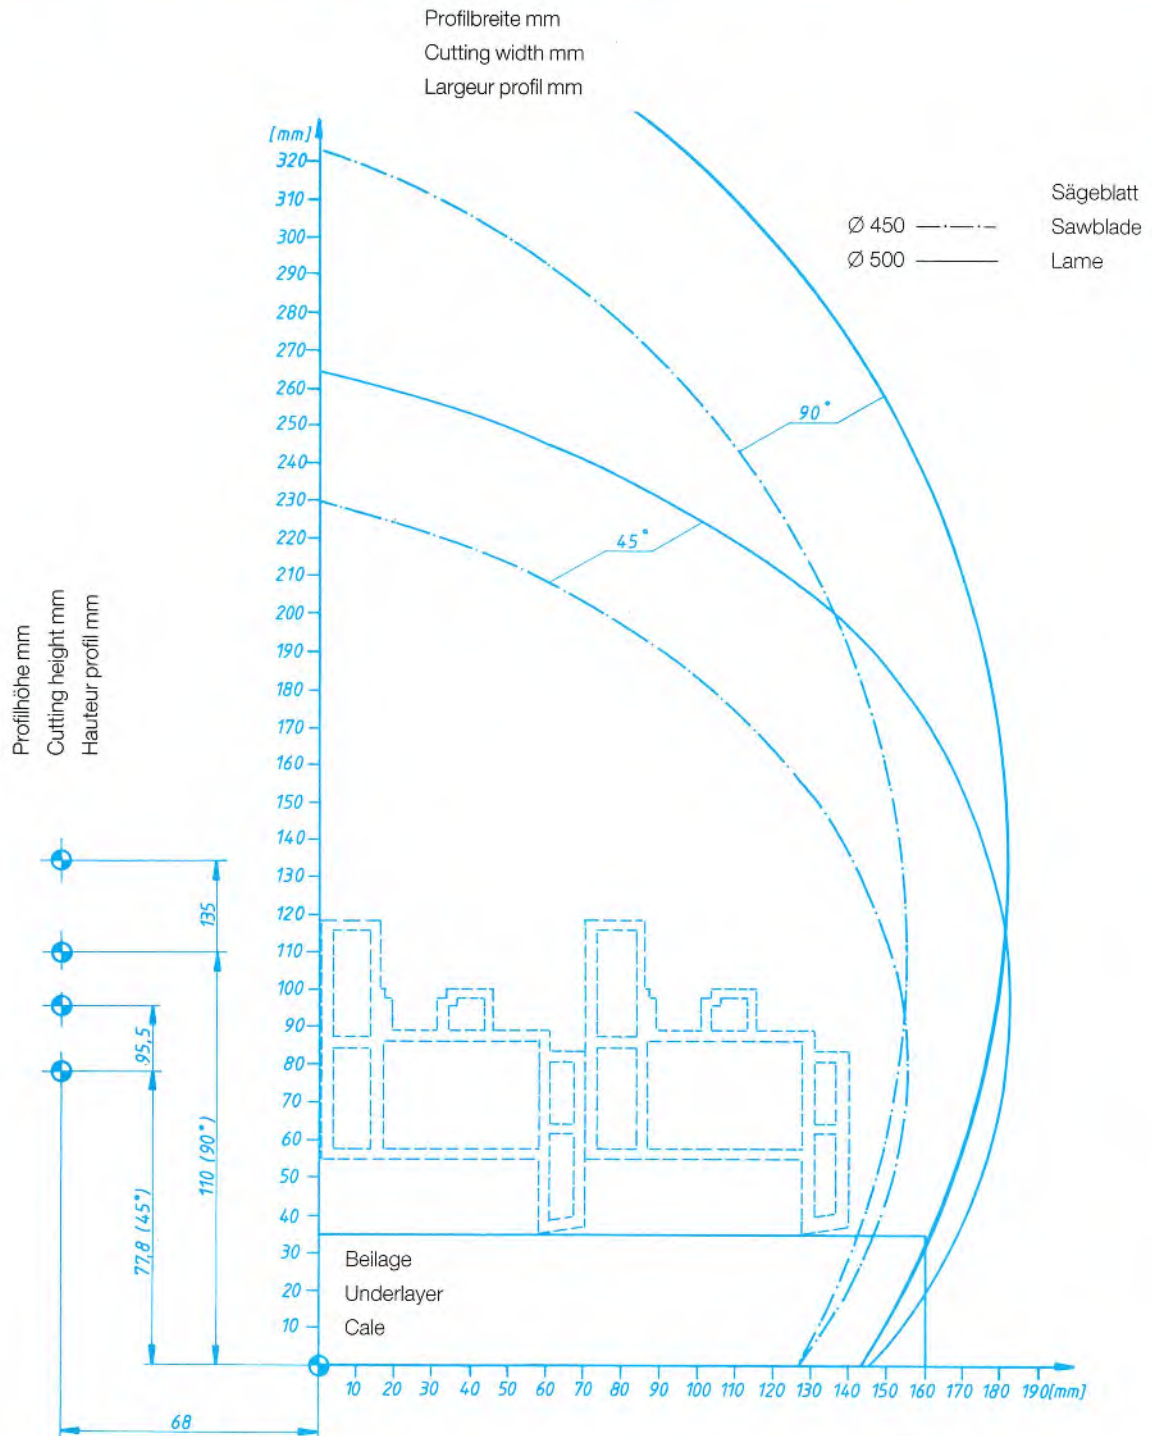 Profilbreite mm
Cutting width mm
Largeur profil mm
[mm]
320
310
300
290
280
270
260
250
240
230
220
210
200
190
180
170
160
150
140
130
120
110
100
90
80
70
60
50
40
30
20
10
Sägeblatt
Ø 450 Sawblade
Ø 500 Lame
90°
45°
Profilhöhe mm
Cutting height mm
Hauteur profil mm
135
95,5
110 (90°)
77,8 (45°)
68
Beilage
Underlayer
Cale
10 20 30 40 50 60 70 80 90 100 110 120 130 140 150 160 170 180 190[mm]